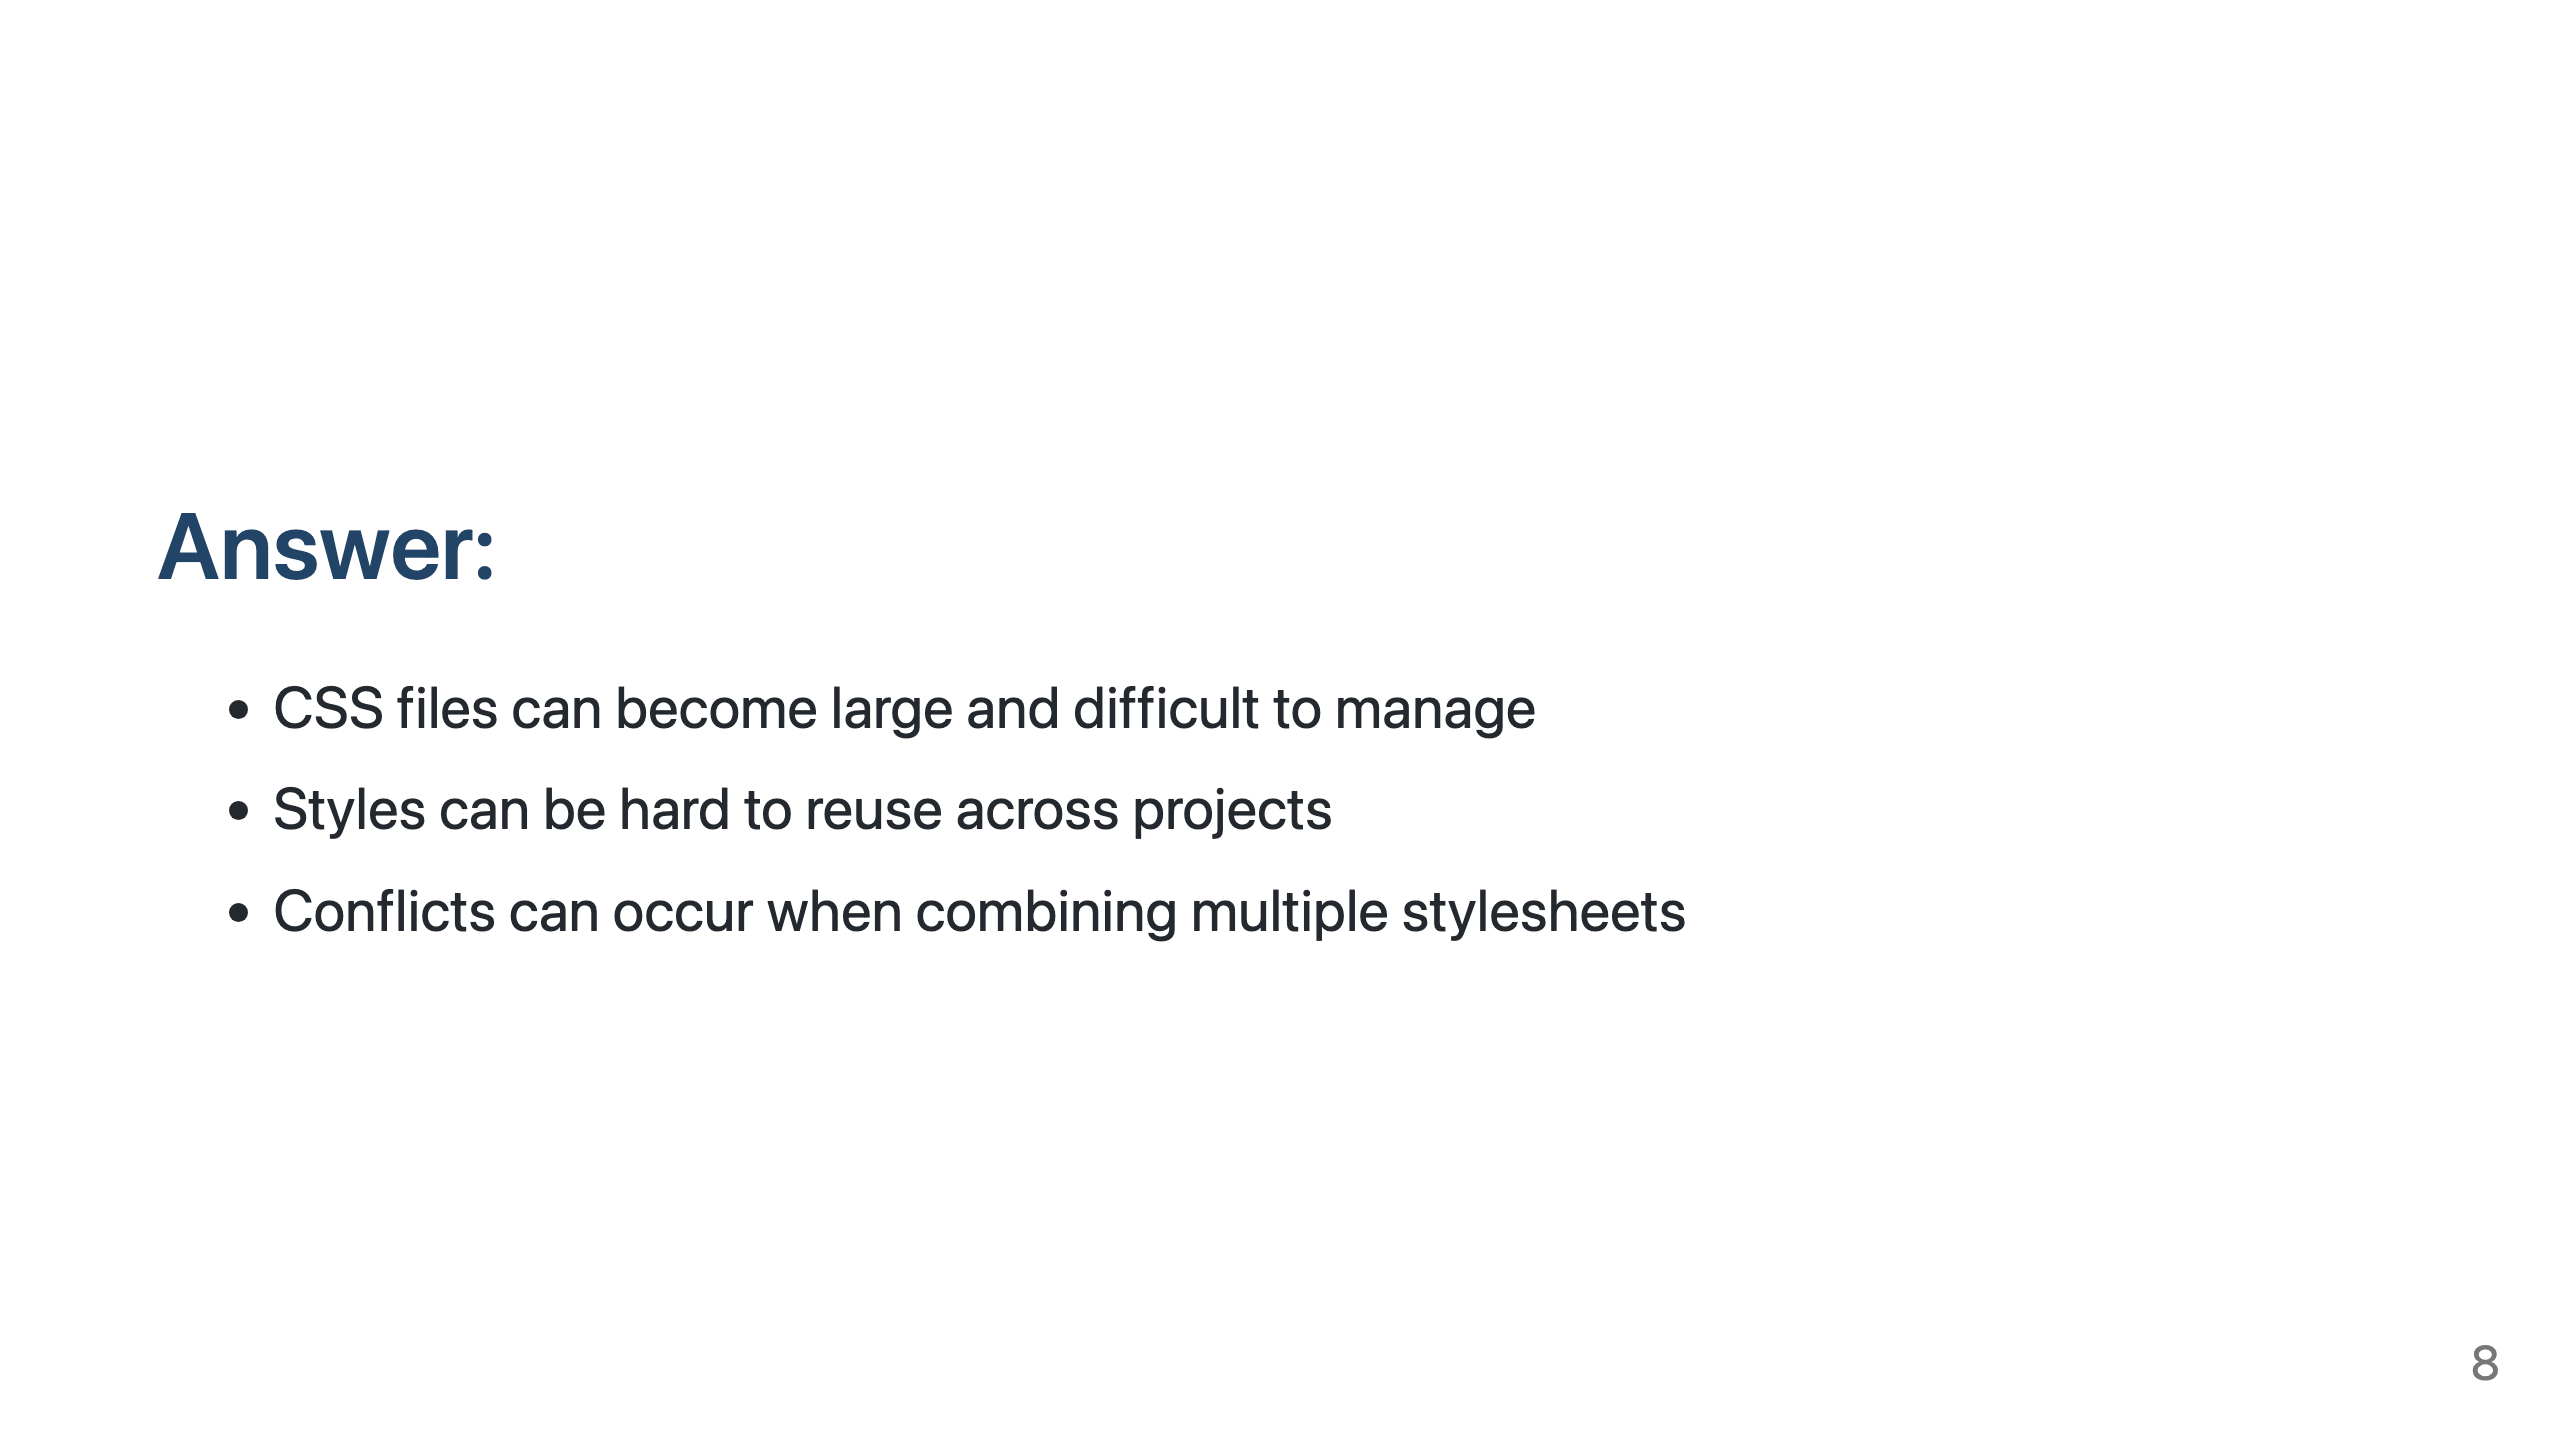 Answer:
• CSS files can become large and difficult to manage
• Styles can be hard to reuse across projects
• Conflicts can occur when combining multiple stylesheets
8